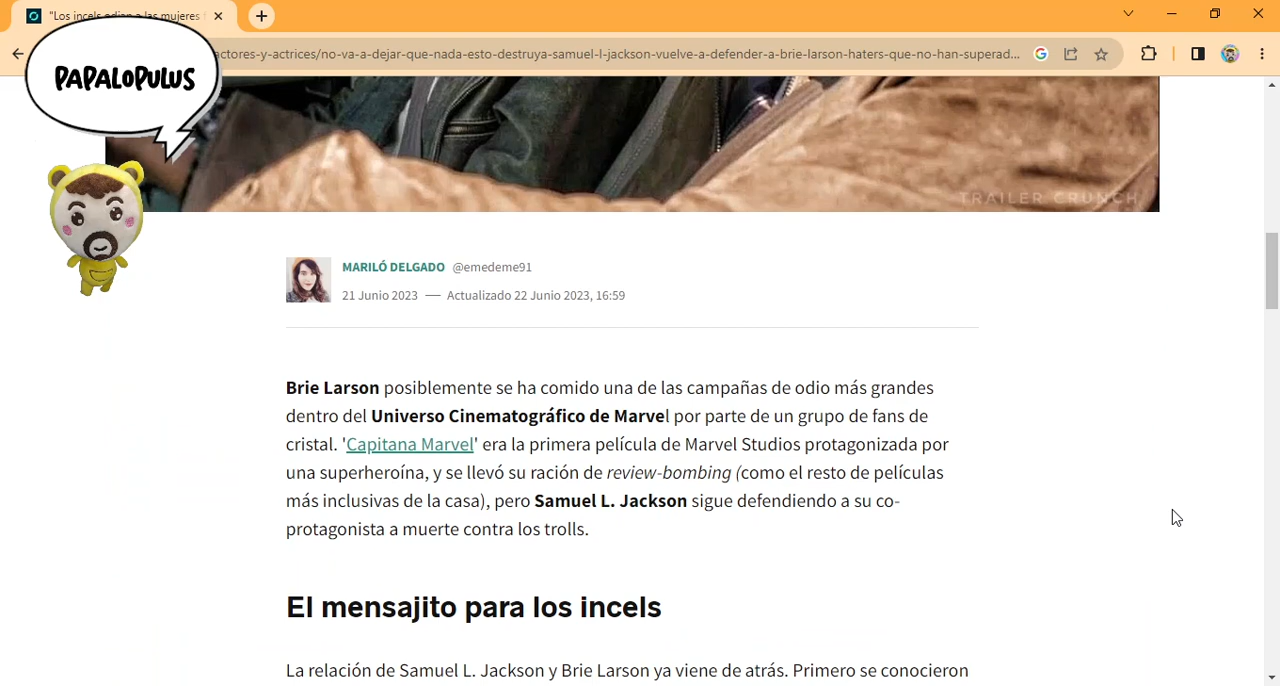 "Los incels odian a las mujeres
actores-y-actrices/no-va-a-dejar-que-nada-esto-destruya-samuel-l-jackson-vuelve-a-defender-a-brie-larson-haters-que-no-han-superad...
PAPALOPULUS
TRAILER CRUNCH
MARILÓ DELGADO @emedeme91
21 Junio 2023 — Actualizado 22 Junio 2023, 16:59
Brie Larson posiblemente se ha comido una de las campañas de odio más grandes
dentro del Universo Cinematográfico de Marvel por parte de un grupo de fans de
cristal. 'Capitana Marvel' era la primera película de Marvel Studios protagonizada por
una superheroína, y se llevó su ración de review-bombing (como el resto de películas
más inclusivas de la casa), pero Samuel L. Jackson sigue defendiendo a su co-
protagonista a muerte contra los trolls.
El mensajito para los incels
La relación de Samuel L. Jackson y Brie Larson ya viene de atrás. Primero se conocieron